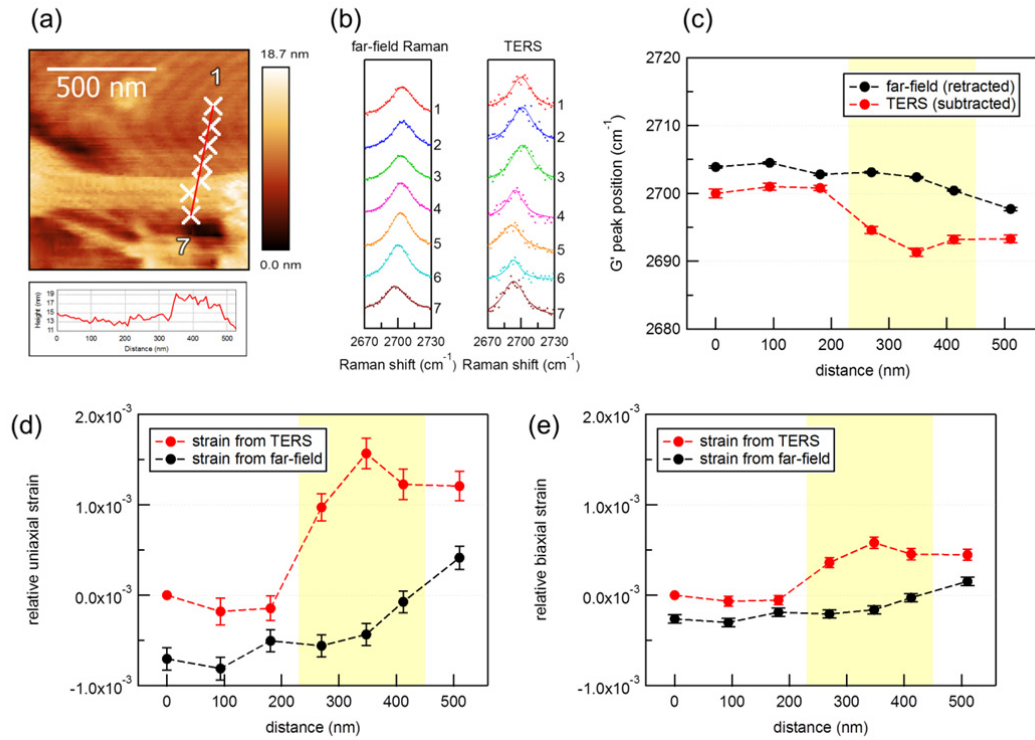 (a)
18.7 nm
500 nm
1
7
0.0 nm
Height (nm)
19
17
15
13
11
0 100 200 300 400 500
Distance (nm)
(b)
far-field Raman
TERS
1
2
3
4
5
6
7
1
2
3
4
5
6
7
2670 2700 2730
2670 2700 2730
Raman shift (cm-1)
Raman shift (cm-1)
(c)
2720
2710
2700
2690
2680
G' peak position (cm-1)
far-field (retracted)
TERS (subtracted)
0 100 200 300 400 500
distance (nm)
(d)
2.0x10-3
1.0x10-3
0.0x10-3
-1.0x10-3
relative uniaxial strain
strain from TERS
strain from far-field
0 100 200 300 400 500
distance (nm)
(e)
2.0x10-3
1.0x10-3
0.0x10-3
-1.0x10-3
relative biaxial strain
strain from TERS
strain from far-field
0 100 200 300 400 500
distance (nm)